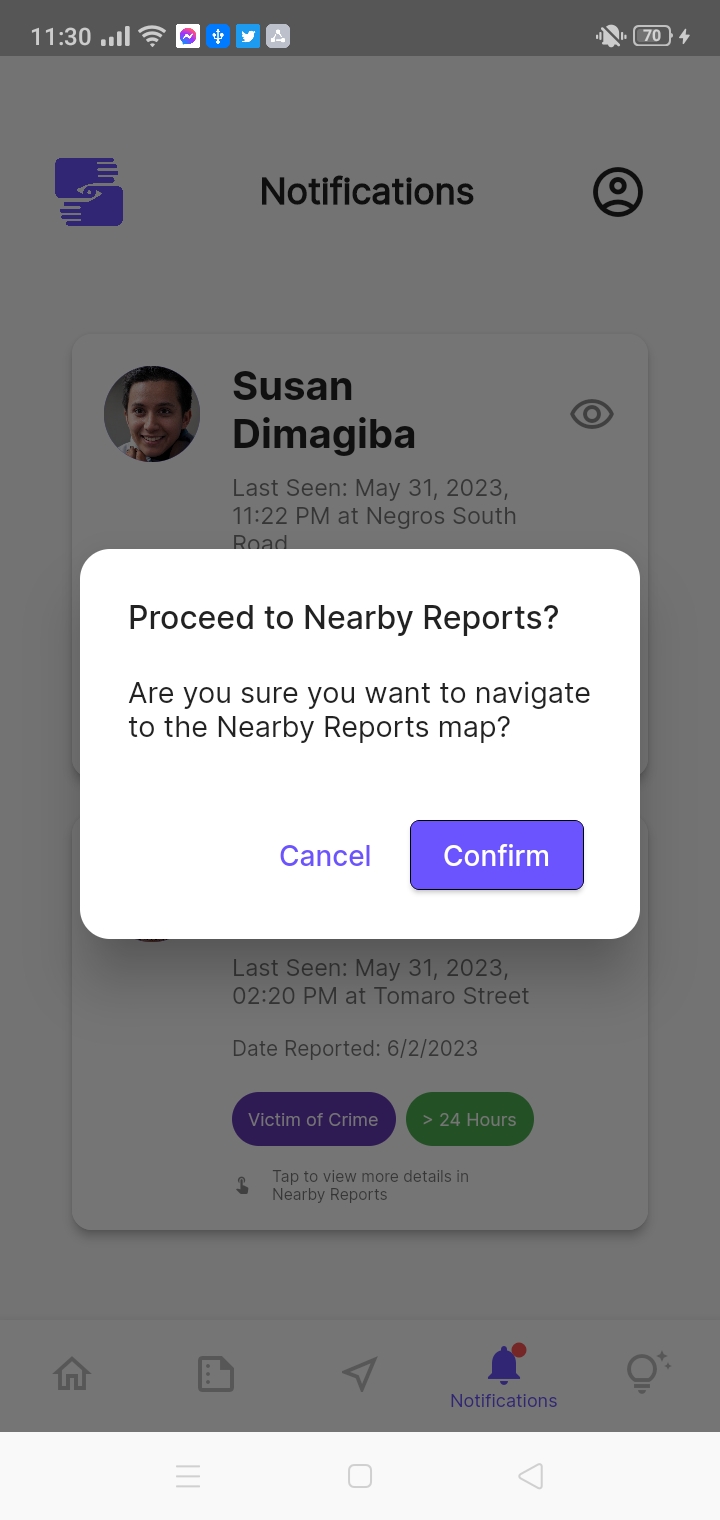 11:30
70
Notifications
Susan
Dimagiba
Last Seen: May 31, 2023,
11:22 PM at Negros South
Road
Proceed to Nearby Reports?
Are you sure you want to navigate
to the Nearby Reports map?
Cancel
Confirm
Last Seen: May 31, 2023,
02:20 PM at Tomaro Street
Date Reported: 6/2/2023
Victim of Crime
> 24 Hours
Tap to view more details in
Nearby Reports
Notifications